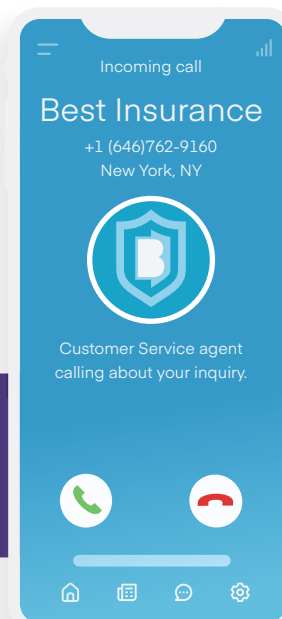 Incoming call
Best Insurance
+1 (646)762-9160
New York, NY
B
Customer Service agent
calling about your inquiry.